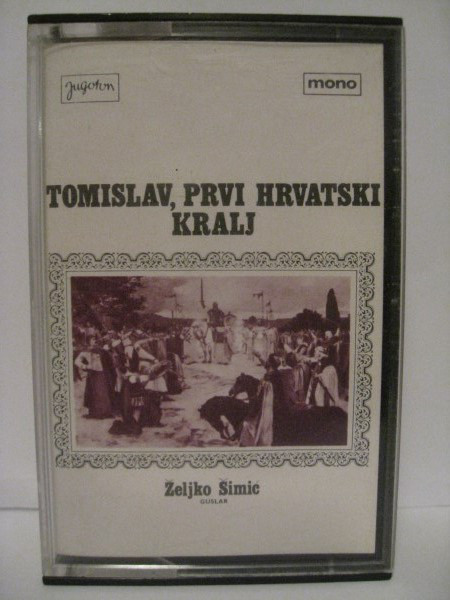 Jugoton
mono
TOMISLAV, PRVI HRVATSKI
KRALJ
Željko Šimić
GUSLAR